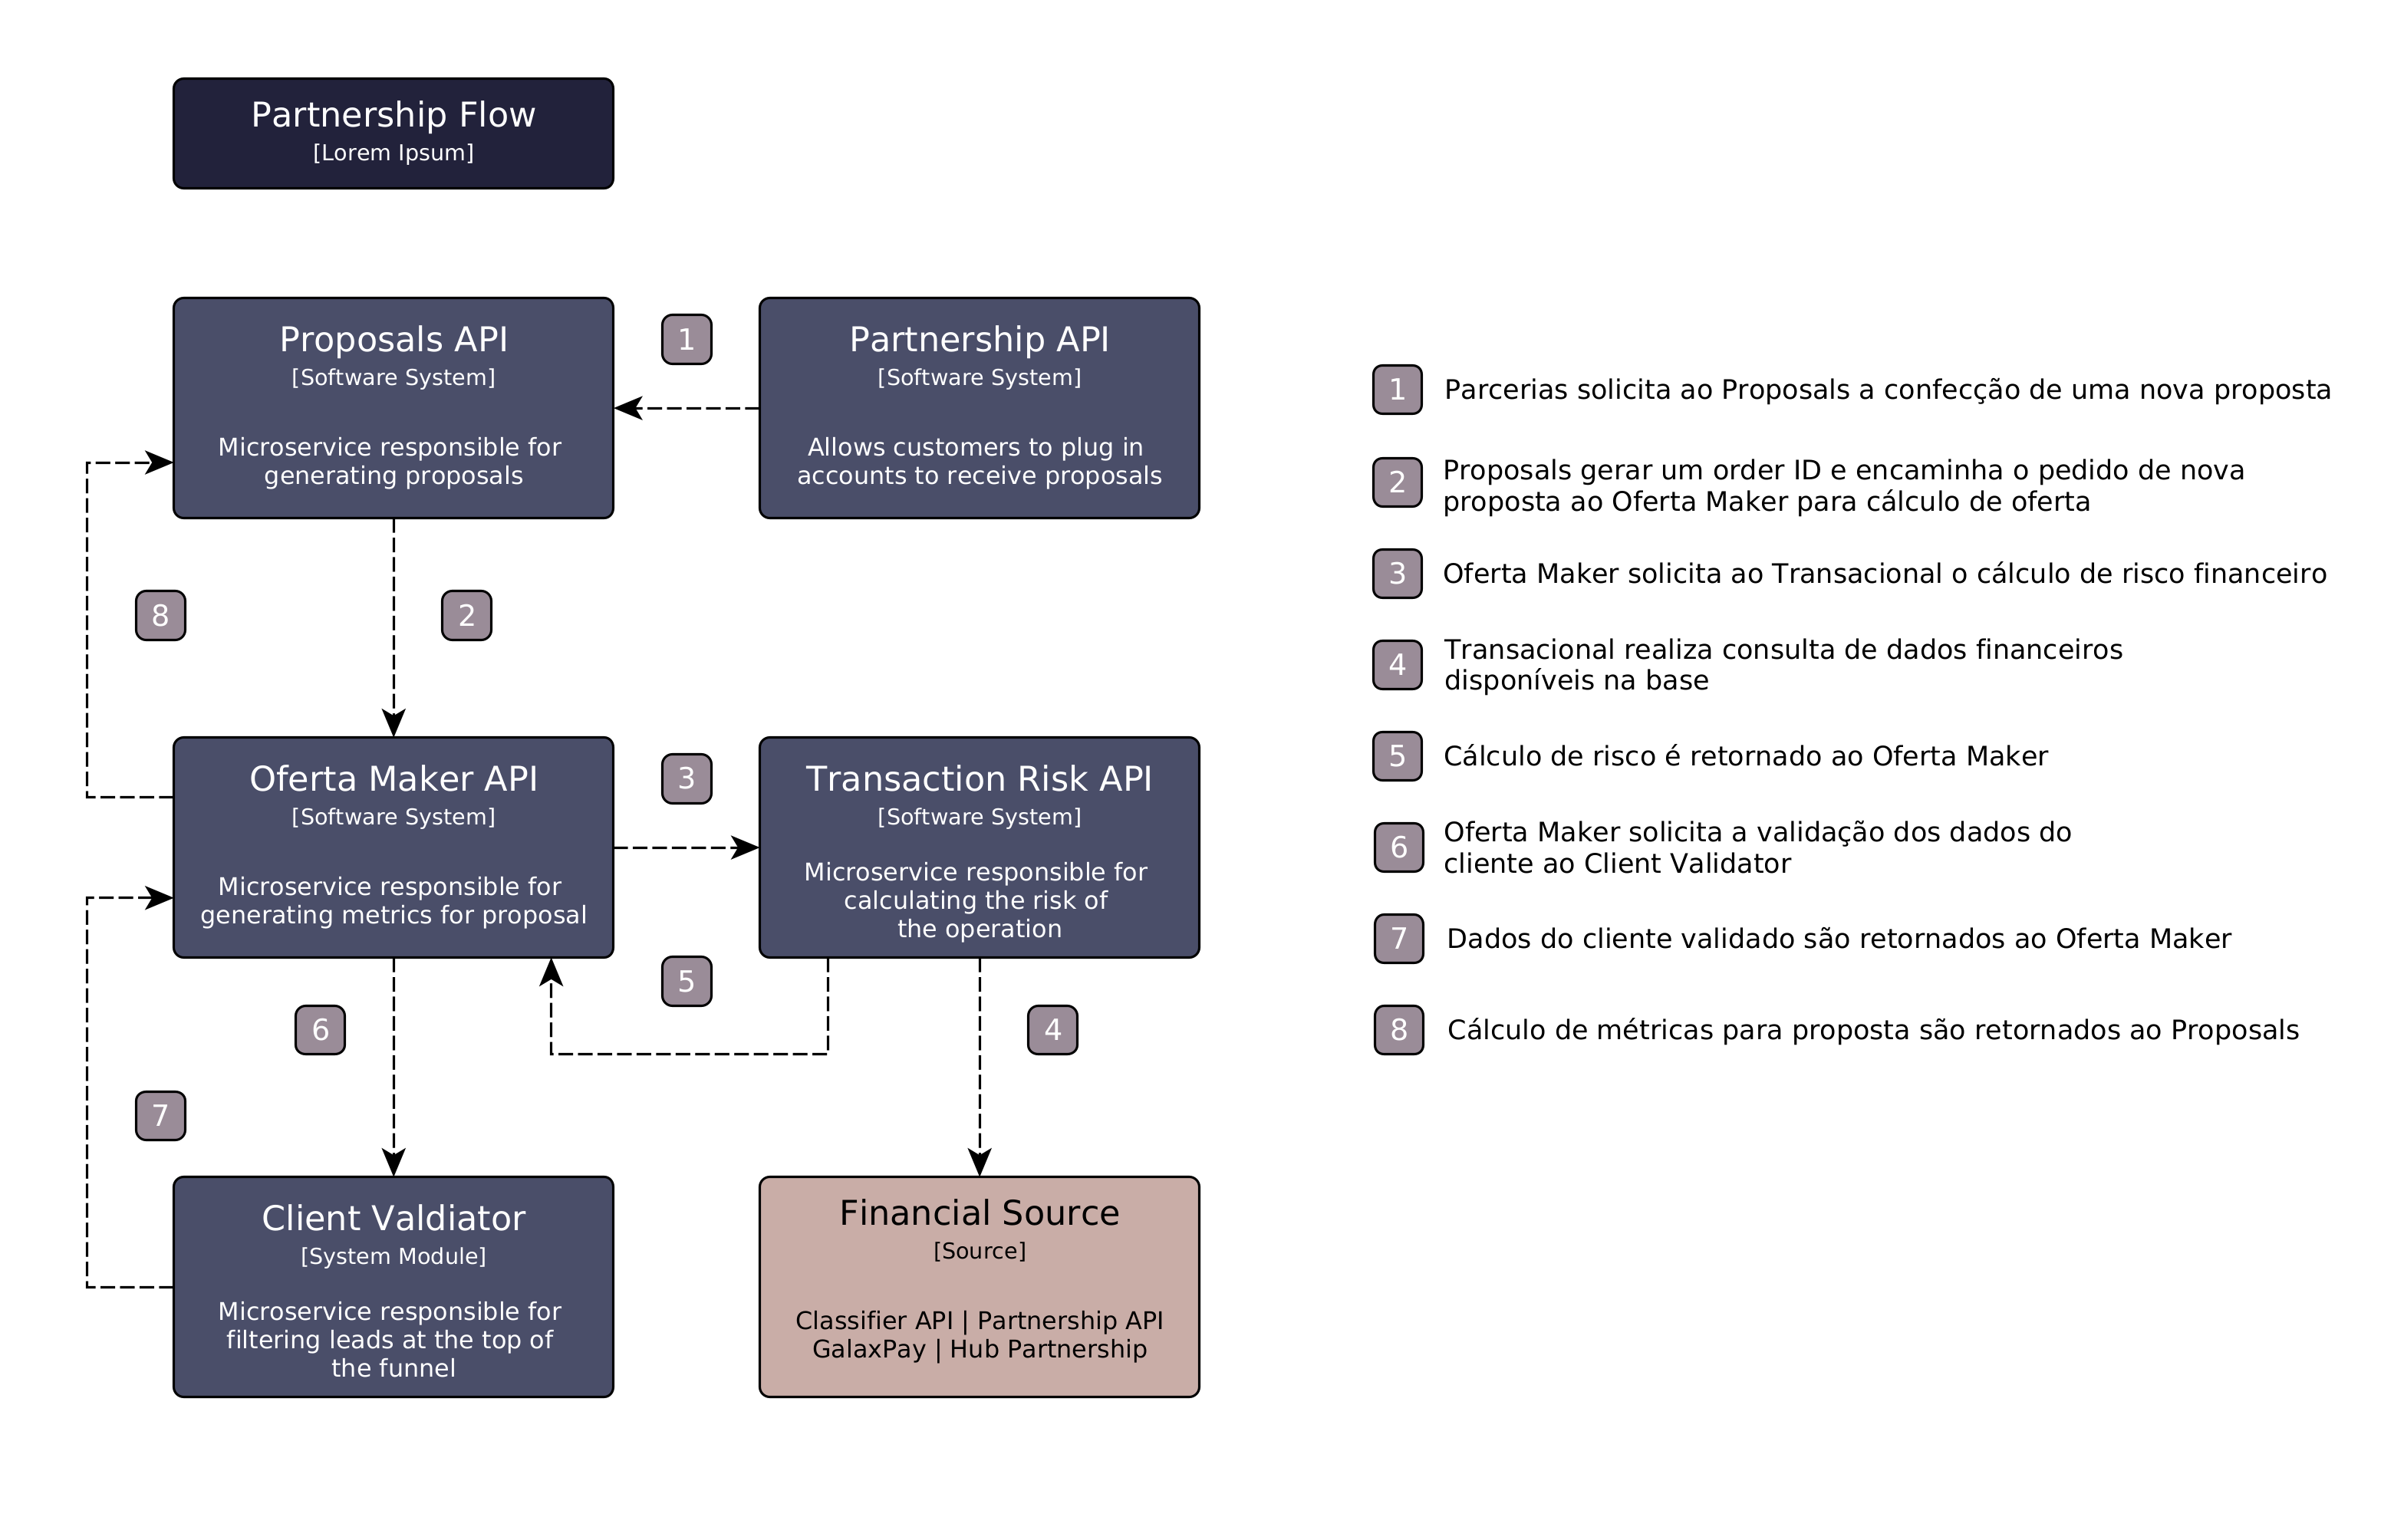 Partnership Flow
[Lorem Ipsum]
Proposals API
[Software System]
Microservice responsible for
generating proposals
1
Partnership API
[Software System]
Allows customers to plug in
accounts to receive proposals
8
2
Oferta Maker API
[Software System]
Microservice responsible for
generating metrics for proposal
3
Transaction Risk API
[Software System]
Microservice responsible for
calculating the risk of
the operation
5
6
4
7
Client Valdiator
[System Module]
Microservice responsible for
filtering leads at the top of
the funnel
Financial Source
[Source]
Classifier API | Partnership API
GalaxPay | Hub Partnership
1 Parcerias solicita ao Proposals a confecção de uma nova proposta
2 Proposals gerar um order ID e encaminha o pedido de nova
proposta ao Oferta Maker para cálculo de oferta
3 Oferta Maker solicita ao Transacional o cálculo de risco financeiro
4 Transacional realiza consulta de dados financeiros
disponíveis na base
5 Cálculo de risco é retornado ao Oferta Maker
6 Oferta Maker solicita a validação dos dados do
cliente ao Client Validator
7 Dados do cliente validado são retornados ao Oferta Maker
8 Cálculo de métricas para proposta são retornados ao Proposals